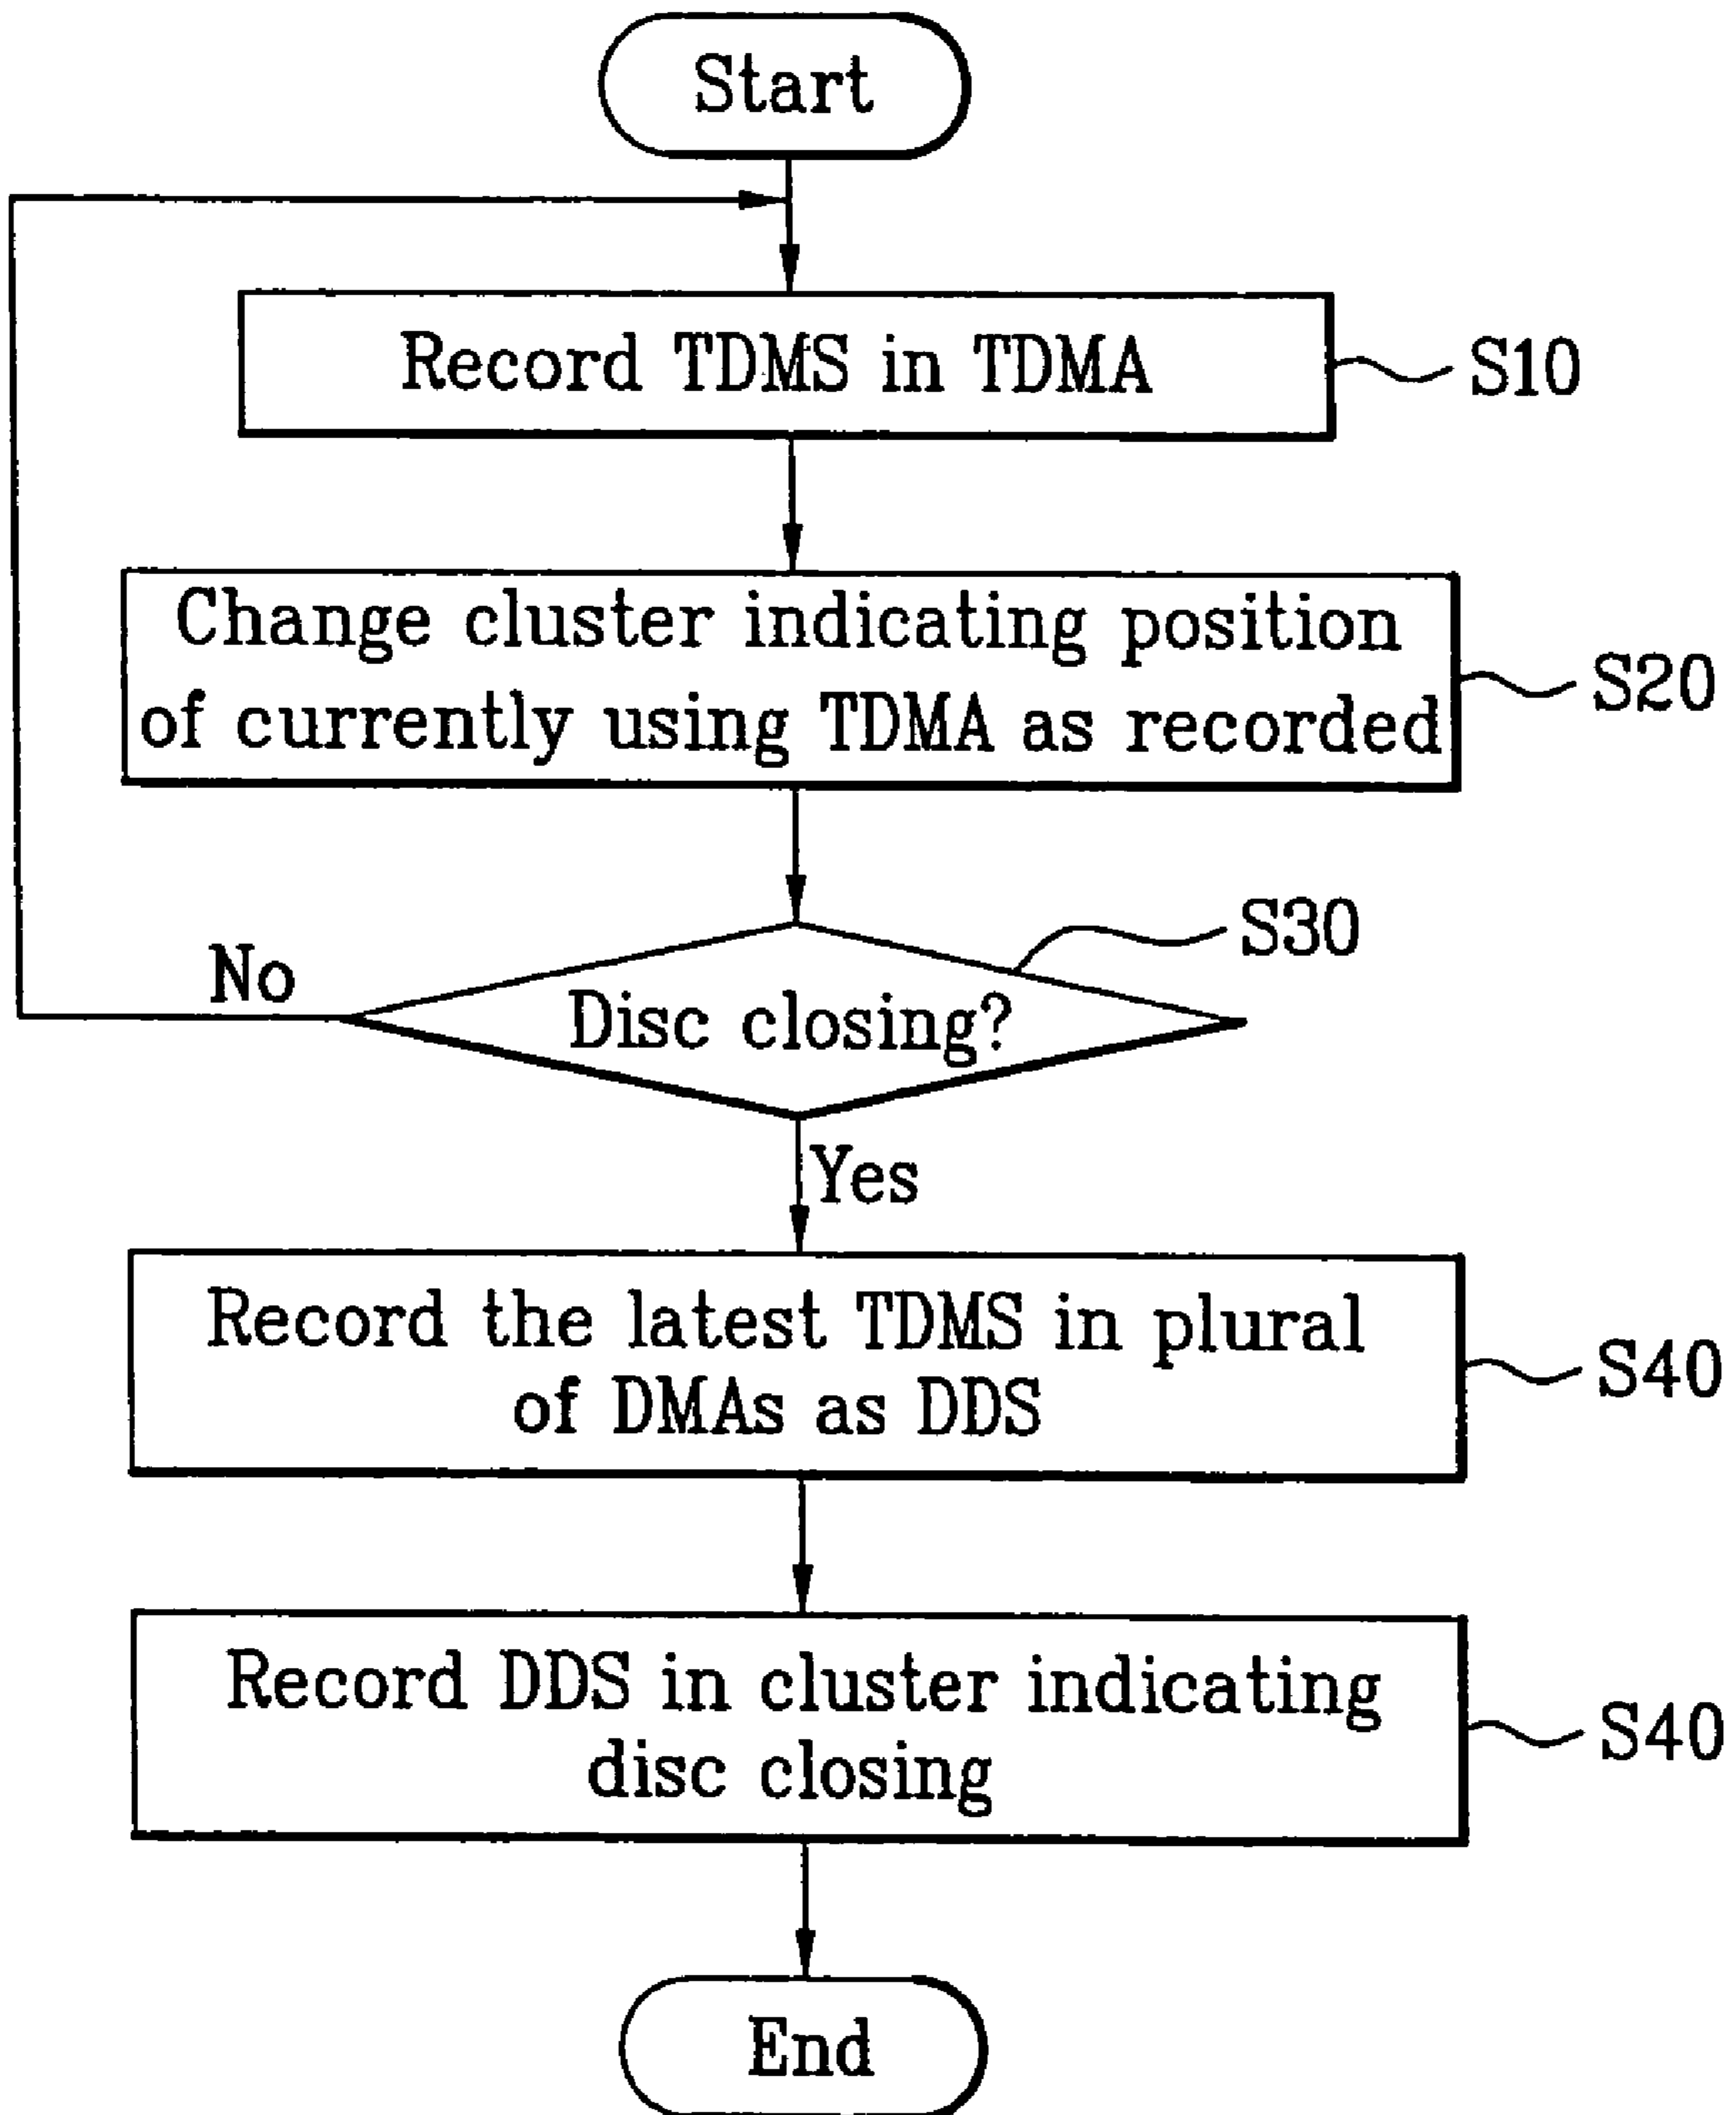 Start
Record TDMS in TDMA
S10
Change cluster indicating position
of currently using TDMA as recorded
S20
S30
No
Disc closing?
Yes
Record the latest TDMS in plural
of DMAs as DDS
S40
Record DDS in cluster indicating
disc closing
S40
End